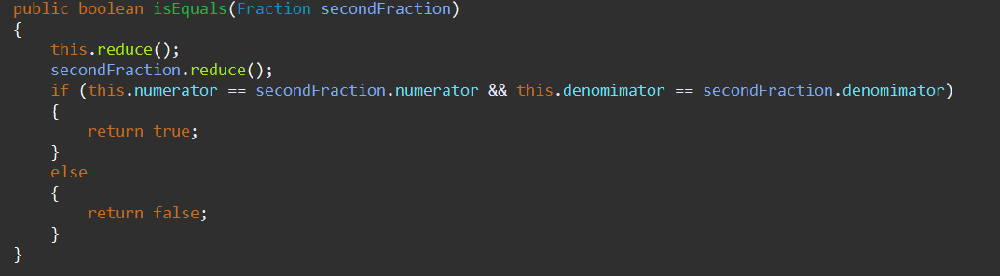 public boolean isEquals(Fraction secondFraction)
{
    this.reduce();
    secondFraction.reduce();
    if (this.numerator == secondFraction.numerator && this.denomimator == secondFraction.denomimator)
    {
        return true;
    }
    else
    {
        return false;
    }
}